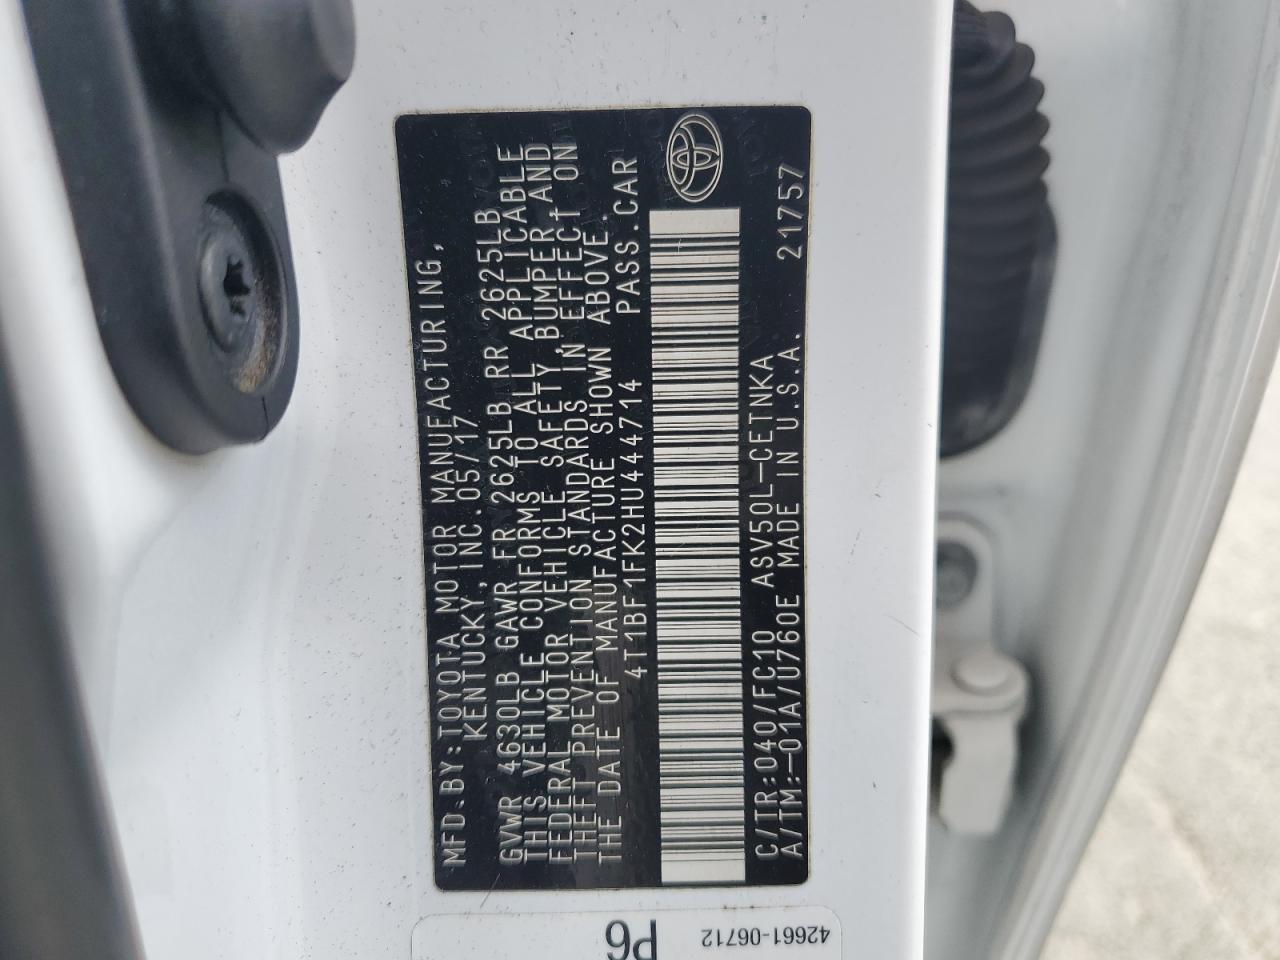 MFD.BY:TOYOTA MOTOR MANUFACTURING,
KENTUCKY, INC.05/17
GVWR 4630LB GAWR FR 2625LB RR 2625LB
THIS VEHICLE CONFORMS TO ALL APPLICABLE
FEDERAL MOTOR VEHICLE SAFETY, BUMPER, AND
THEFT PREVENTION STANDARDS IN EFFECT ON
THE DATE OF MANUFACTURE SHOWN ABOVE.
4T1BF1FK2HU444714 PASS.CAR
C/TR:040/FC10 ASV50L-CETNKA
A/TM:-01A/U760E MADE IN U.S.A. 21757
P6
42661-06712